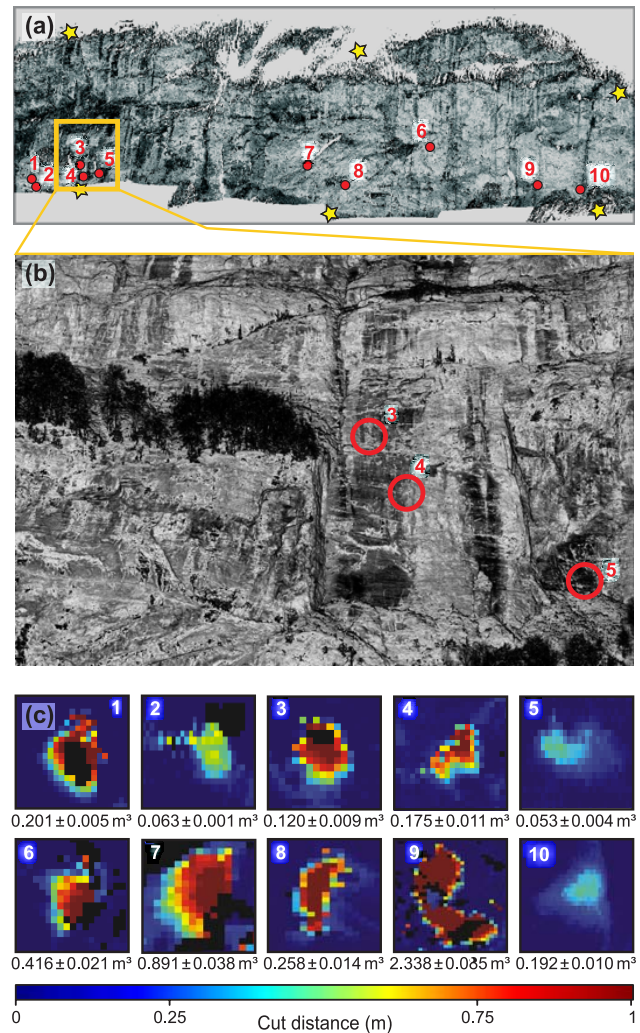 (a)
1
2
3
4
5
6
7
8
9
10
(b)
3
4
5
(c)
1
2
3
4
5
0.201±0.005 m³
0.063±0.001 m³
0.120±0.009 m³
0.175±0.011 m³
0.053±0.004 m³
6
7
8
9
10
0.416±0.021 m³
0.891±0.038 m³
0.258±0.014 m³
2.338±0.085 m³
0.192±0.010 m³
0
0.25
0.75
1
Cut distance (m)